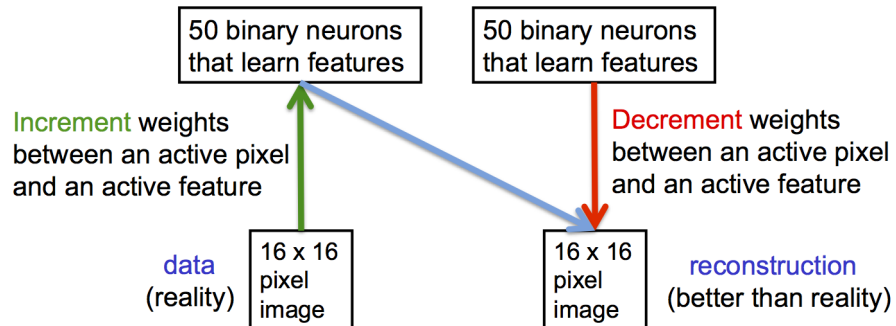 50 binary neurons
that learn features
50 binary neurons
that learn features
Increment weights
between an active pixel
and an active feature
Decrement weights
between an active pixel
and an active feature
data
(reality)
16 x 16
pixel
image
16 x 16
pixel
image
reconstruction
(better than reality)